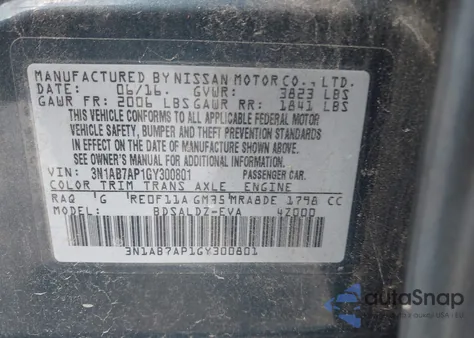 MANUFACTURED BY NISSAN MOTOR CO., LTD.
DATE: 06/16. GVWR: 3823 LBS
GAWR FR: 2006 LBS GAWR RR: 1841 LBS
THIS VEHICLE CONFORMS TO ALL APPLICABLE FEDERAL MOTOR
VEHICLE SAFETY, BUMPER AND THEFT PREVENTION STANDARDS
IN EFFECT ON THE DATE OF MANUFACTURE SHOWN ABOVE.
SEE OWNER'S MANUAL FOR ADDITIONAL INFORMATION.
VIN: 3N1AB7AP1GY300801 PASSENGER CAR.
COLOR TRIM TRANS AXLE ENGINE
RAQ G RE0F11A GM35 MRA8DE 1798 CC
MODEL: BDSALDZ-EVA 4Z000
3N1AB7AP1GY300801
autaSnap